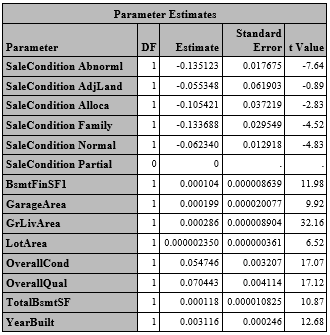 Parameter Estimates
Parameter DF Estimate Standard Error t Value
SaleCondition Abnorml 1 -0.135123 0.017675 -7.64
SaleCondition AdjLand 1 -0.055348 0.061903 -0.89
SaleCondition Alloca 1 -0.105421 0.037219 -2.83
SaleCondition Family 1 -0.133688 0.029549 -4.52
SaleCondition Normal 1 -0.062340 0.012918 -4.83
SaleCondition Partial 0 0 . .
BsmtFinSF1 1 0.000104 0.000008639 11.98
GarageArea 1 0.000199 0.000020077 9.92
GrLivArea 1 0.000286 0.000008904 32.16
LotArea 1 0.000002350 0.000000361 6.52
OverallCond 1 0.054746 0.003207 17.07
OverallQual 1 0.070443 0.004114 17.12
TotalBsmtSF 1 0.000118 0.000010825 10.87
YearBuilt 1 0.003116 0.000246 12.68